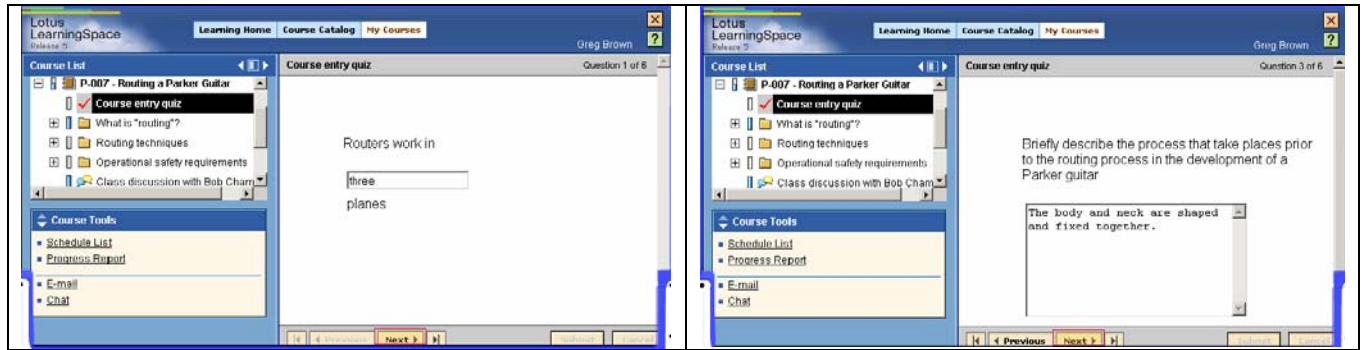 Lotus
LearningSpace
Release 5
Learning Home Course Catalog My Courses
Greg Brown
Course List
P-007 - Routing a Parker Guitar
Course entry quiz
What is "routing"?
Routing techniques
Operational safety requirements
Class discussion with Bob Cham
Course Tools
Schedule List
Progress Report
E-mail
Chat
Course entry quiz Question 1 of 6
Routers work in
three
planes
Previous Next
Submit Cancel
Lotus
LearningSpace
Release 5
Learning Home Course Catalog My Courses
Greg Brown
Course List
P-007 - Routing a Parker Guitar
Course entry quiz
What is "routing"?
Routing techniques
Operational safety requirements
Class discussion with Bob Cham
Course Tools
Schedule List
Progress Report
E-mail
Chat
Course entry quiz Question 3 of 6
Briefly describe the process that take places prior
to the routing process in the development of a
Parker guitar
The body and neck are shaped
and fixed together.
Previous Next
Submit Cancel